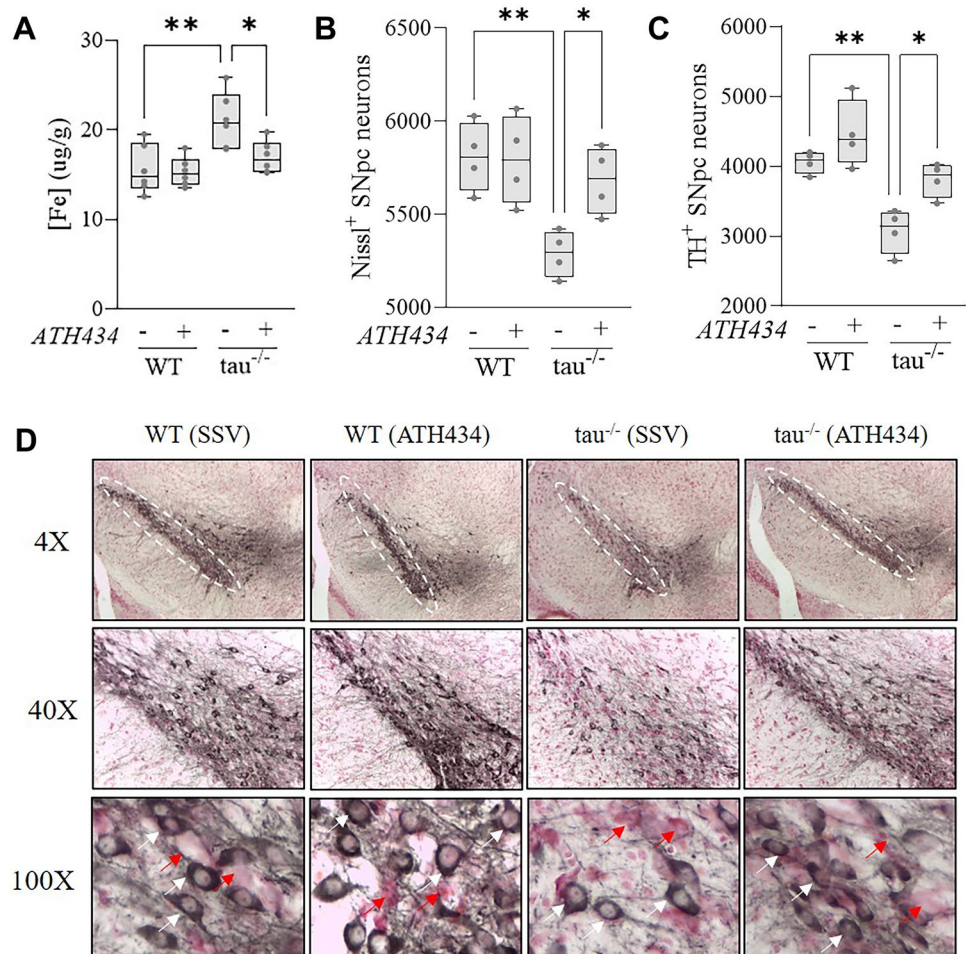 A
**
*
30
20
10
0
[Fe] (ug/g)
ATH434
- + - +
WT tau-/-
B
**
*
6500
6000
5500
5000
Nissl+ SNpc neurons
ATH434
- + - +
WT tau-/-
C
**
*
6000
5000
4000
3000
2000
TH+ SNpc neurons
ATH434
- + - +
WT tau-/-
D
WT (SSV) WT (ATH434) tau-/- (SSV) tau-/- (ATH434)
4X
40X
100X